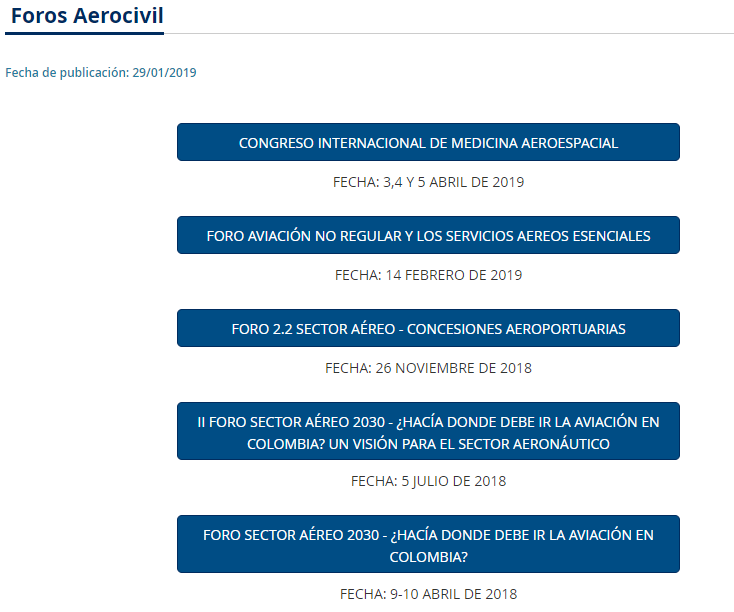 Foros Aerocivil
Fecha de publicación: 29/01/2019
CONGRESO INTERNACIONAL DE MEDICINA AEROESPACIAL
FECHA: 3,4 Y 5 ABRIL DE 2019
FORO AVIACIÓN NO REGULAR Y LOS SERVICIOS AEREOS ESENCIALES
FECHA: 14 FEBRERO DE 2019
FORO 2.2 SECTOR AÉREO - CONCESIONES AEROPORTUARIAS
FECHA: 26 NOVIEMBRE DE 2018
II FORO SECTOR AÉREO 2030 - ¿HACÍA DONDE DEBE IR LA AVIACIÓN EN
COLOMBIA? UN VISIÓN PARA EL SECTOR AERONÁUTICO
FECHA: 5 JULIO DE 2018
FORO SECTOR AÉREO 2030 - ¿HACÍA DONDE DEBE IR LA AVIACIÓN EN
COLOMBIA?
FECHA: 9-10 ABRIL DE 2018